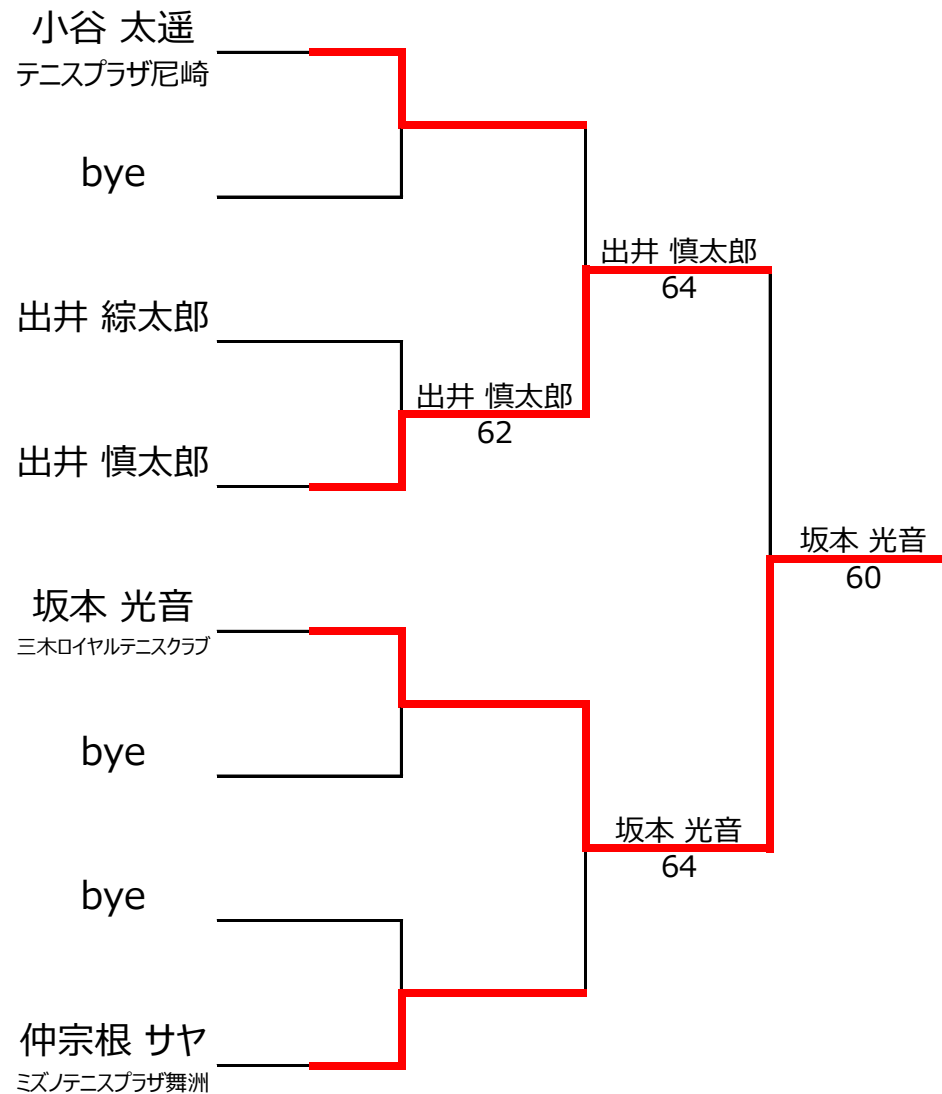 小谷 太遥
テニスプラザ尼崎
bye
出井 慎太郎
64
出井 綜太郎
出井 慎太郎
62
出井 慎太郎
坂本 光音
60
坂本 光音
三木ロイヤルテニスクラブ
bye
坂本 光音
64
bye
仲宗根 サヤ
ミズノテニスプラザ舞洲